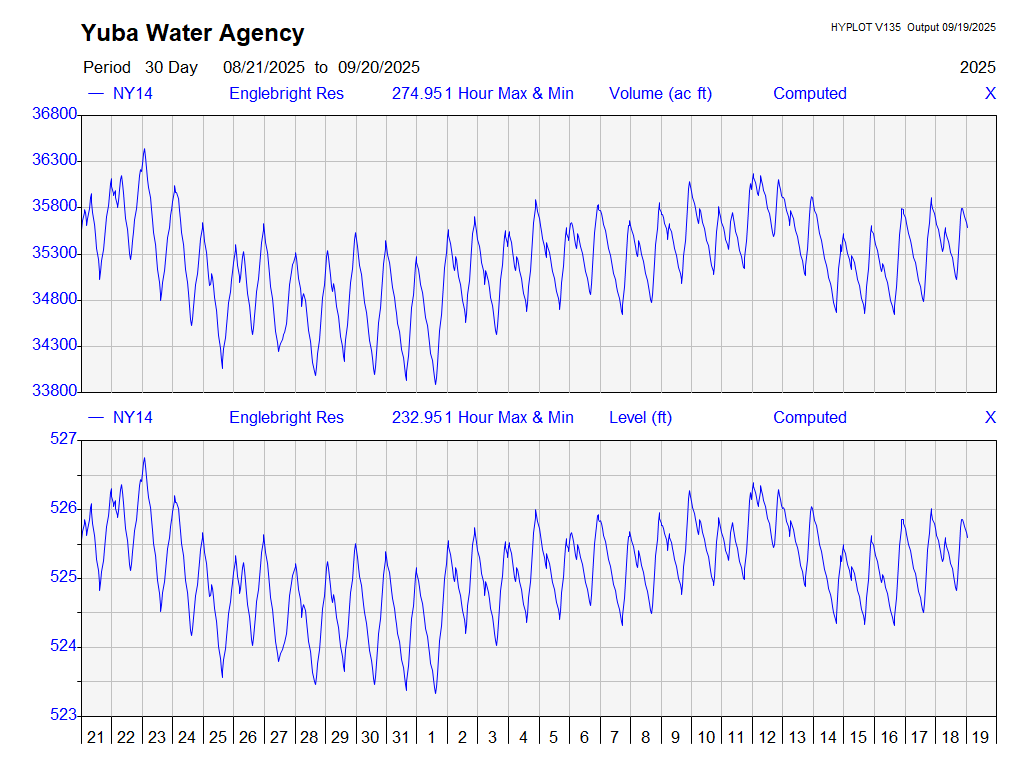 Yuba Water Agency
HYPLOT V135 Output 09/19/2025
Period 30 Day 08/21/2025 to 09/20/2025 2025
NY14 Englebright Res 274.951 Hour Max & Min Volume (ac ft) Computed X
36800
36300
35800
35300
34800
34300
33800
NY14 Englebright Res 232.951 Hour Max & Min Level (ft) Computed X
527
526
525
524
523
21 22 23 24 25 26 27 28 29 30 31 1 2 3 4 5 6 7 8 9 10 11 12 13 14 15 16 17 18 19